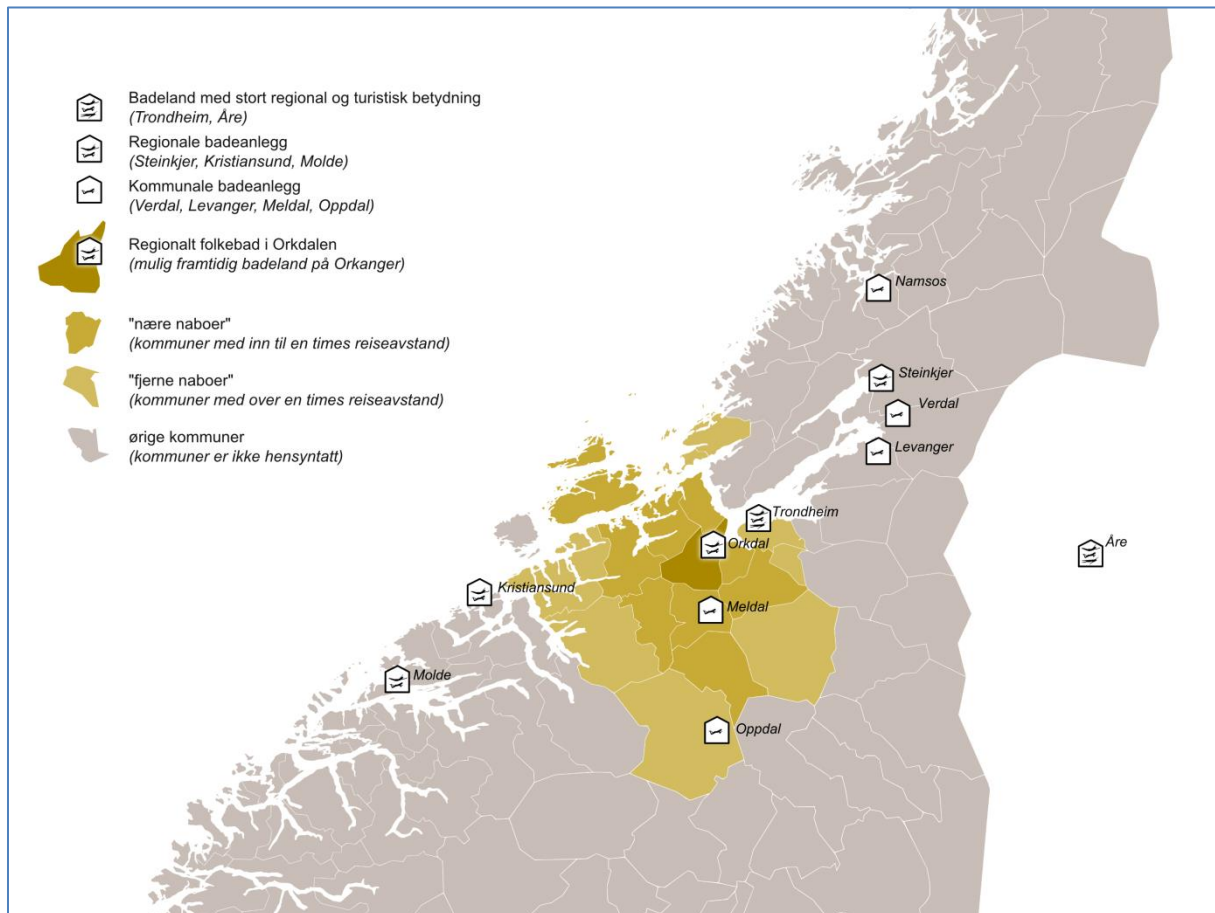 Badeland med stort regional og turistisk betydning
(Trondheim, Åre)
Regionale badeanlegg
(Steinkjer, Kristiansund, Molde)
Kommunale badeanlegg
(Verdal, Levanger, Meldal, Oppdal)
Regionalt folkebad i Orkdalen
(mulig framtidig badeland på Orkanger)
"nære naboer"
(kommuner med inn til en times reiseavstand)
"fjerne naboer"
(kommuner med over en times reiseavstand)
ørige kommuner
(kommuner er ikke hensyntatt)
Namsos
Steinkjer
Verdal
Levanger
Trondheim
Orkdal
Åre
Kristiansund
Meldal
Molde
Oppdal